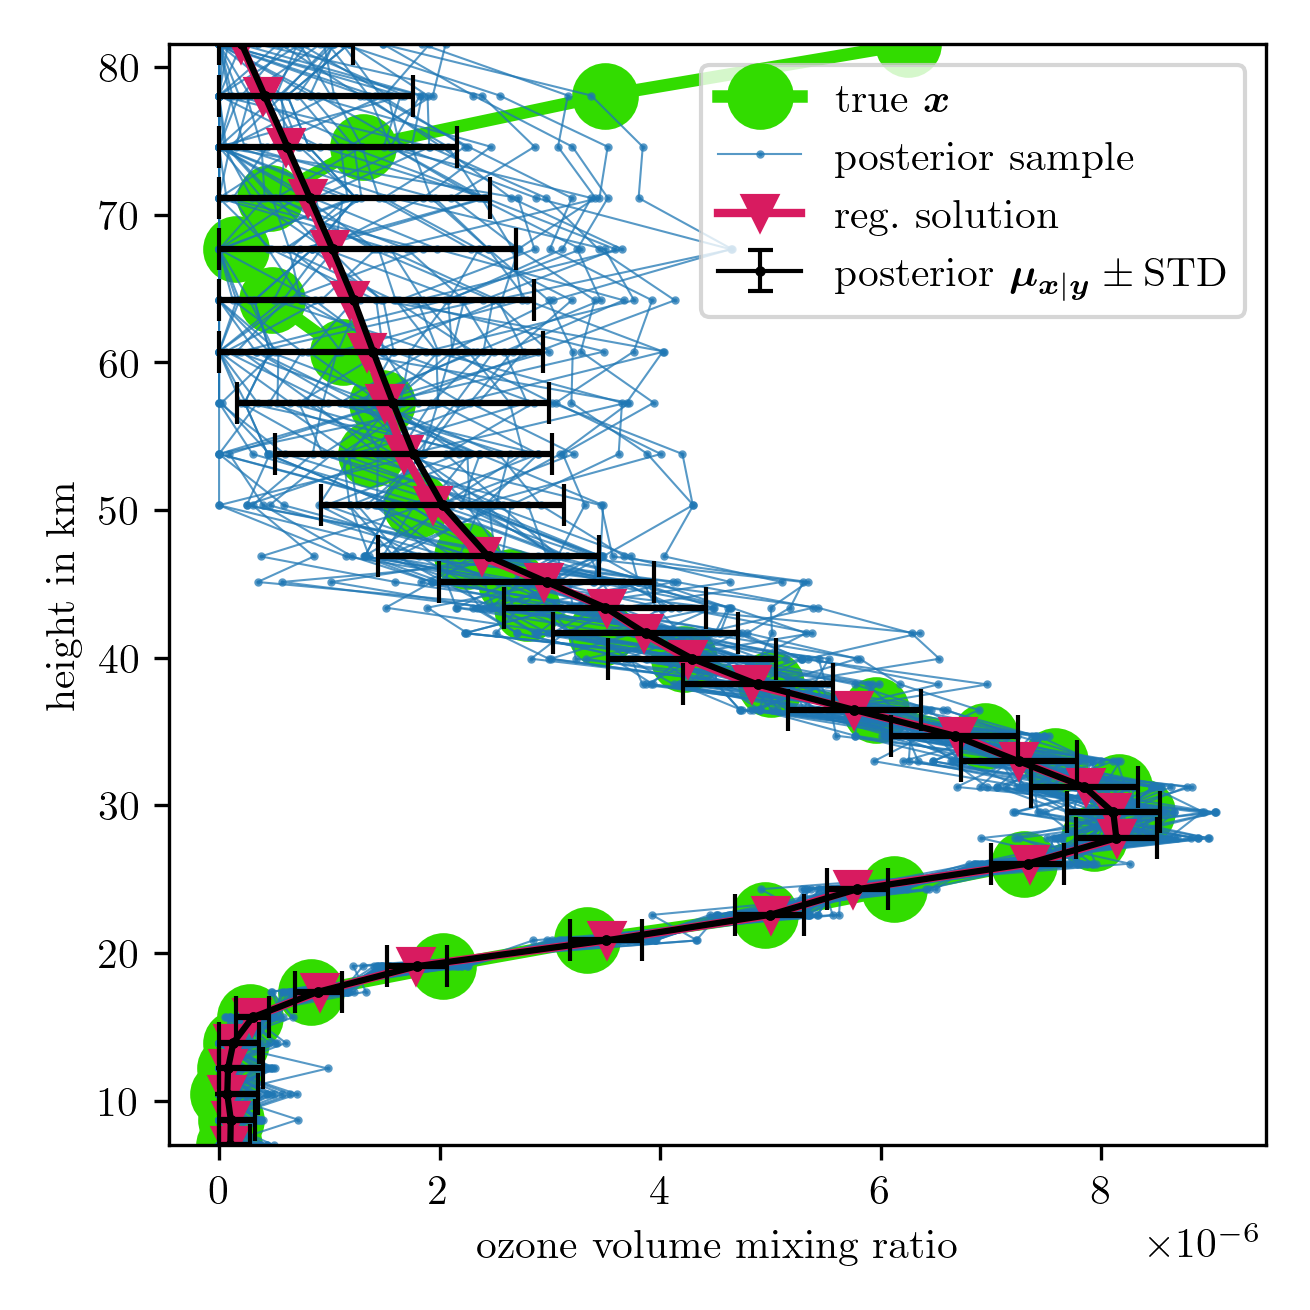 true x
posterior sample
reg. solution
posterior μx|y ± STD
80
70
60
50
40
30
20
10
height in km
0 2 4 6 8
ozone volume mixing ratio
×10⁻⁶